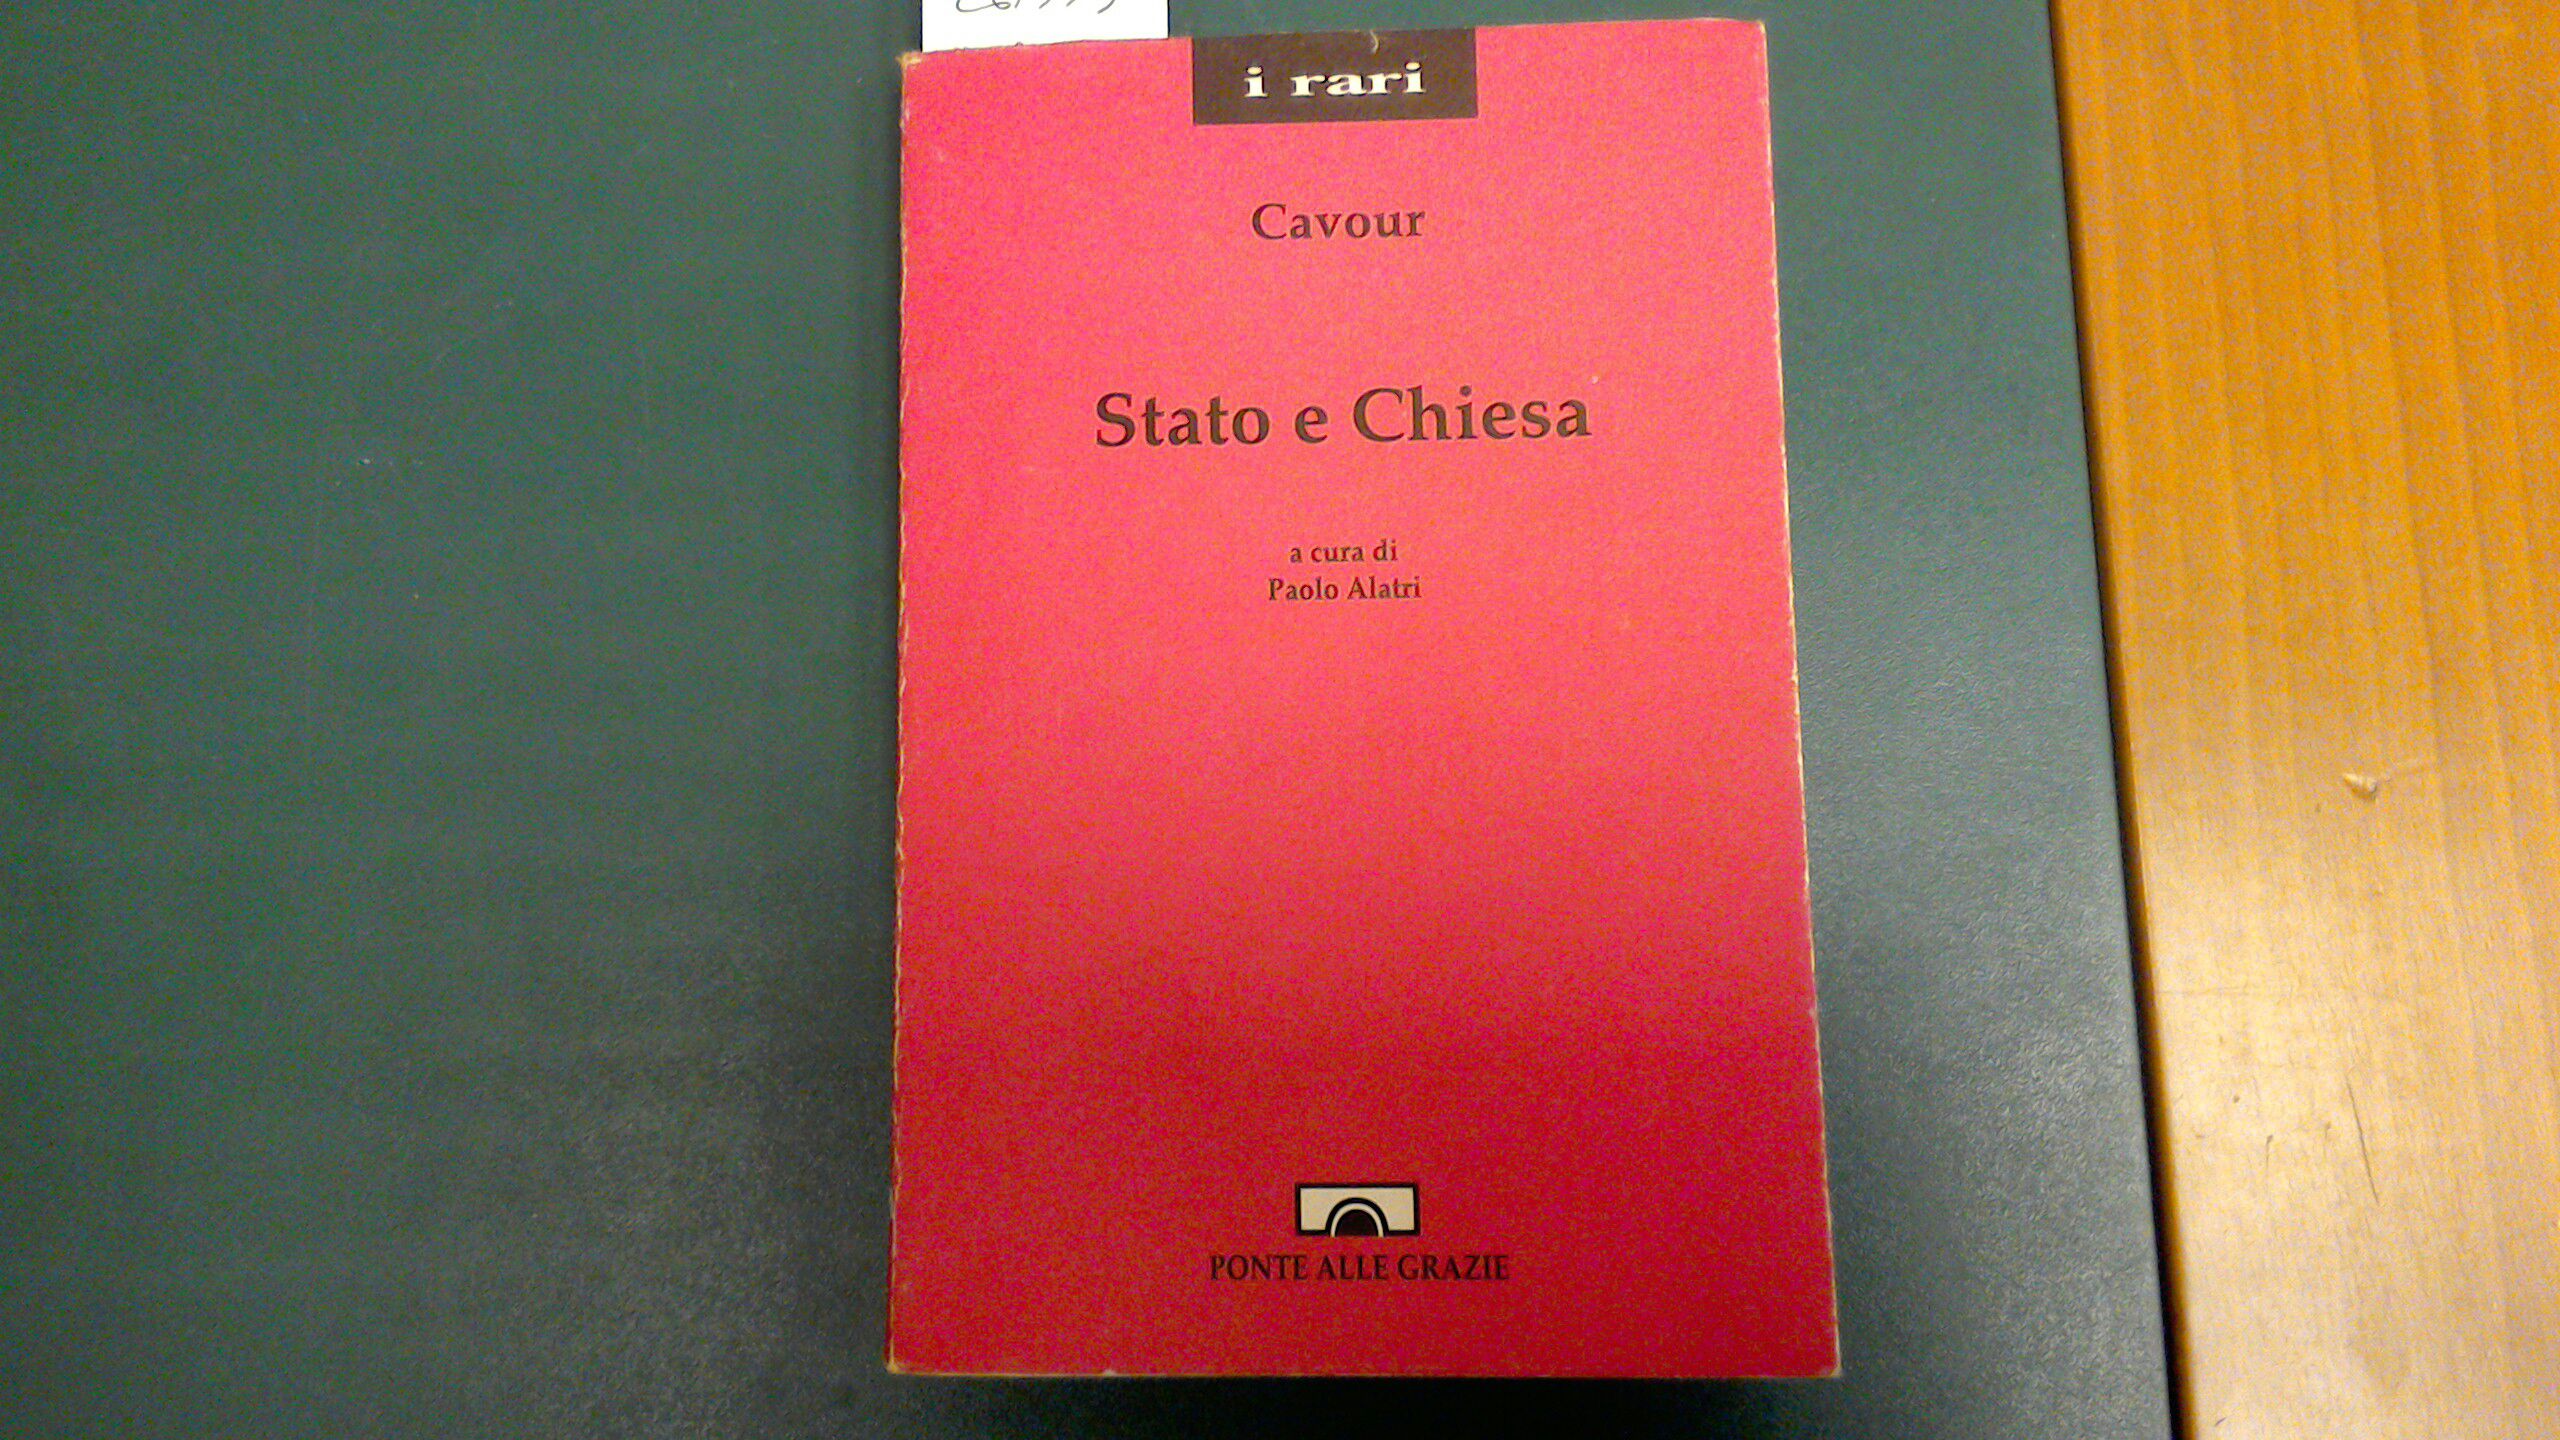 i rari
Cavour
Stato e Chiesa
a cura di
Paolo Alatri
PONTE ALLE GRAZIE